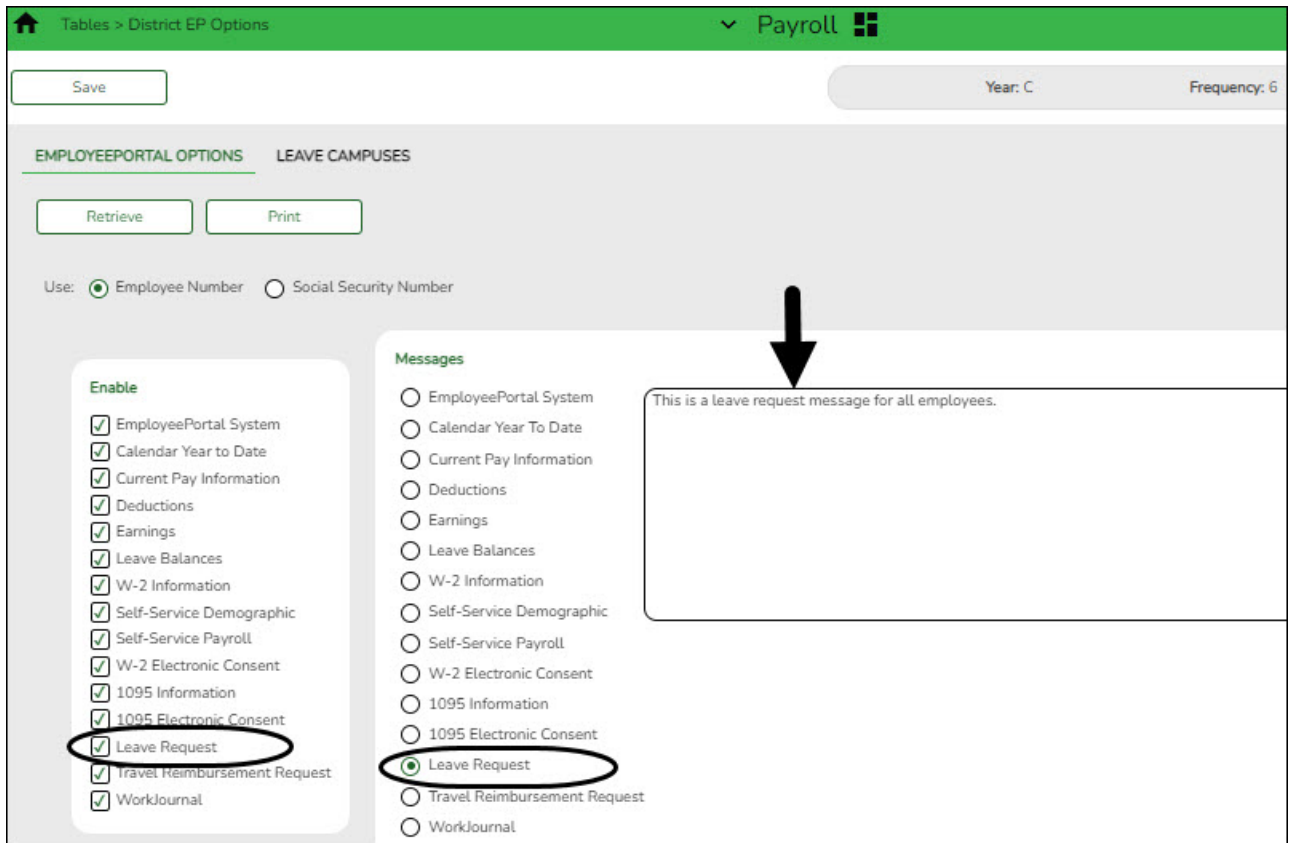 Tables > District EP Options
Payroll
Save
Year: C
Frequency: 6
EMPLOYEEPORTAL OPTIONS
LEAVE CAMPUSES
Retrieve
Print
Use: Employee Number Social Security Number
Enable
EmployeePortal System
Calendar Year to Date
Current Pay Information
Deductions
Earnings
Leave Balances
W-2 Information
Self-Service Demographic
Self-Service Payroll
W-2 Electronic Consent
1095 Information
1095 Electronic Consent
Leave Request
Travel Reimbursement Request
WorkJournal
Messages
EmployeePortal System
Calendar Year To Date
Current Pay Information
Deductions
Earnings
Leave Balances
W-2 Information
Self-Service Demographic
Self-Service Payroll
W-2 Electronic Consent
1095 Information
1095 Electronic Consent
Leave Request
Travel Reimbursement Request
WorkJournal
This is a leave request message for all employees.